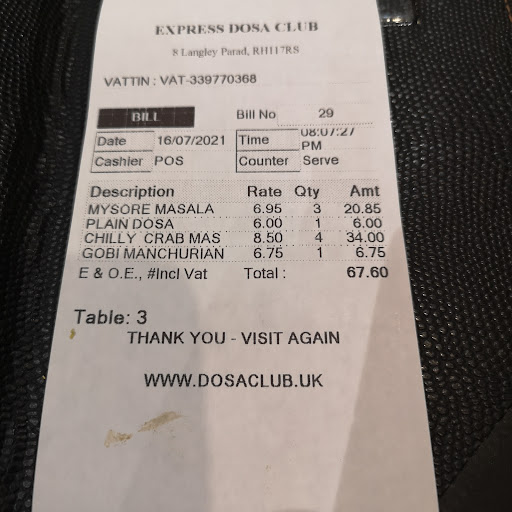 EXPRESS DOSA CLUB
8 Langley Parad, RH117RS
VATTIN : VAT-339770368
BILL Bill No 29
Date 16/07/2021 Time 08:07:27 PM
Cashier POS Counter Serve
Description Rate Qty Amt
MYSORE MASALA 6.95 3 20.85
PLAIN DOSA 6.00 1 6.00
CHILLY CRAB MAS 8.50 4 34.00
GOBI MANCHURIAN 6.75 1 6.75
E & O.E., #Incl Vat Total : 67.60
Table: 3
THANK YOU - VISIT AGAIN
WWW.DOSACLUB.UK